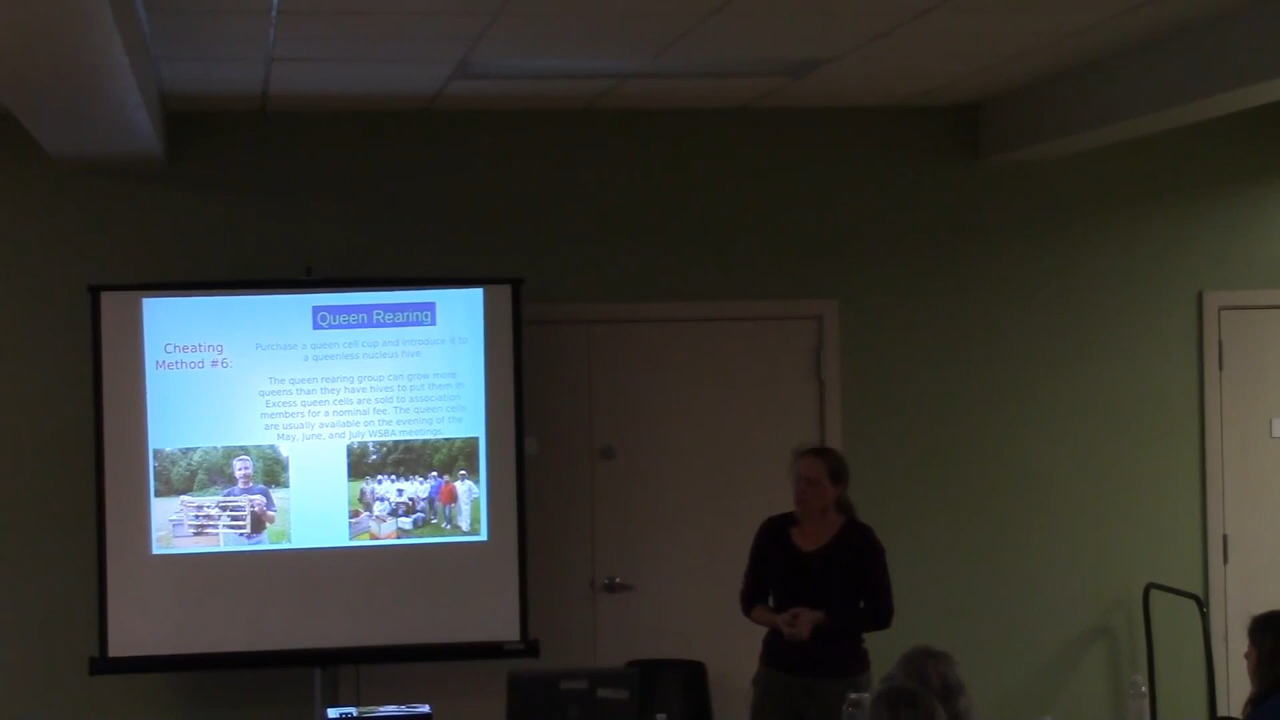 Queen Rearing
Cheating
Method #6:
Purchase a queen cell cup and introduce it to
a queenless nucleus hive
The queen rearing group can grow more
queens than they have hives to put them in
Excess queen cells are sold to association
members for a nominal fee. The queen cells
are usually available on the evening of the
May, June, and July WSBA meetings.